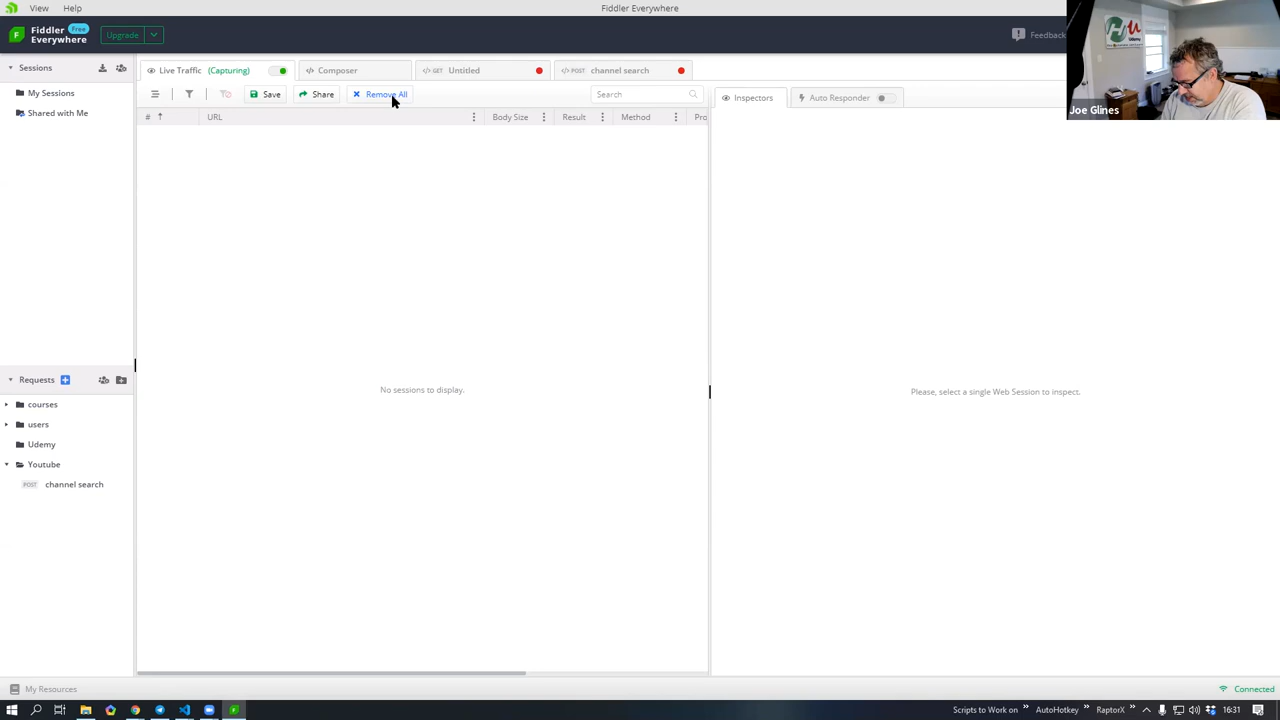 View Help
Fiddler Everywhere
Fiddler Free
Everywhere
Upgrade
Feedback
Udemy
Joe Glines
Sessions
My Sessions
Shared with Me
Live Traffic (Capturing)
Composer
GET Untitled
POST channel search
Save
Share
Remove All
Search
Inspectors
Auto Responder
# URL Body Size Result Method Pro
No sessions to display.
Please, select a single Web Session to inspect.
Requests
courses
users
Udemy
Youtube
POST channel search
My Resources
Connected
Scripts to Work on » AutoHotkey » RaptorX » 16:31